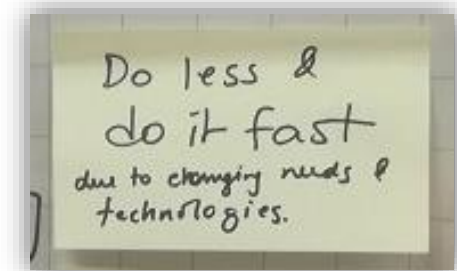 Do less &
do it fast
due to changing needs &
technologies.